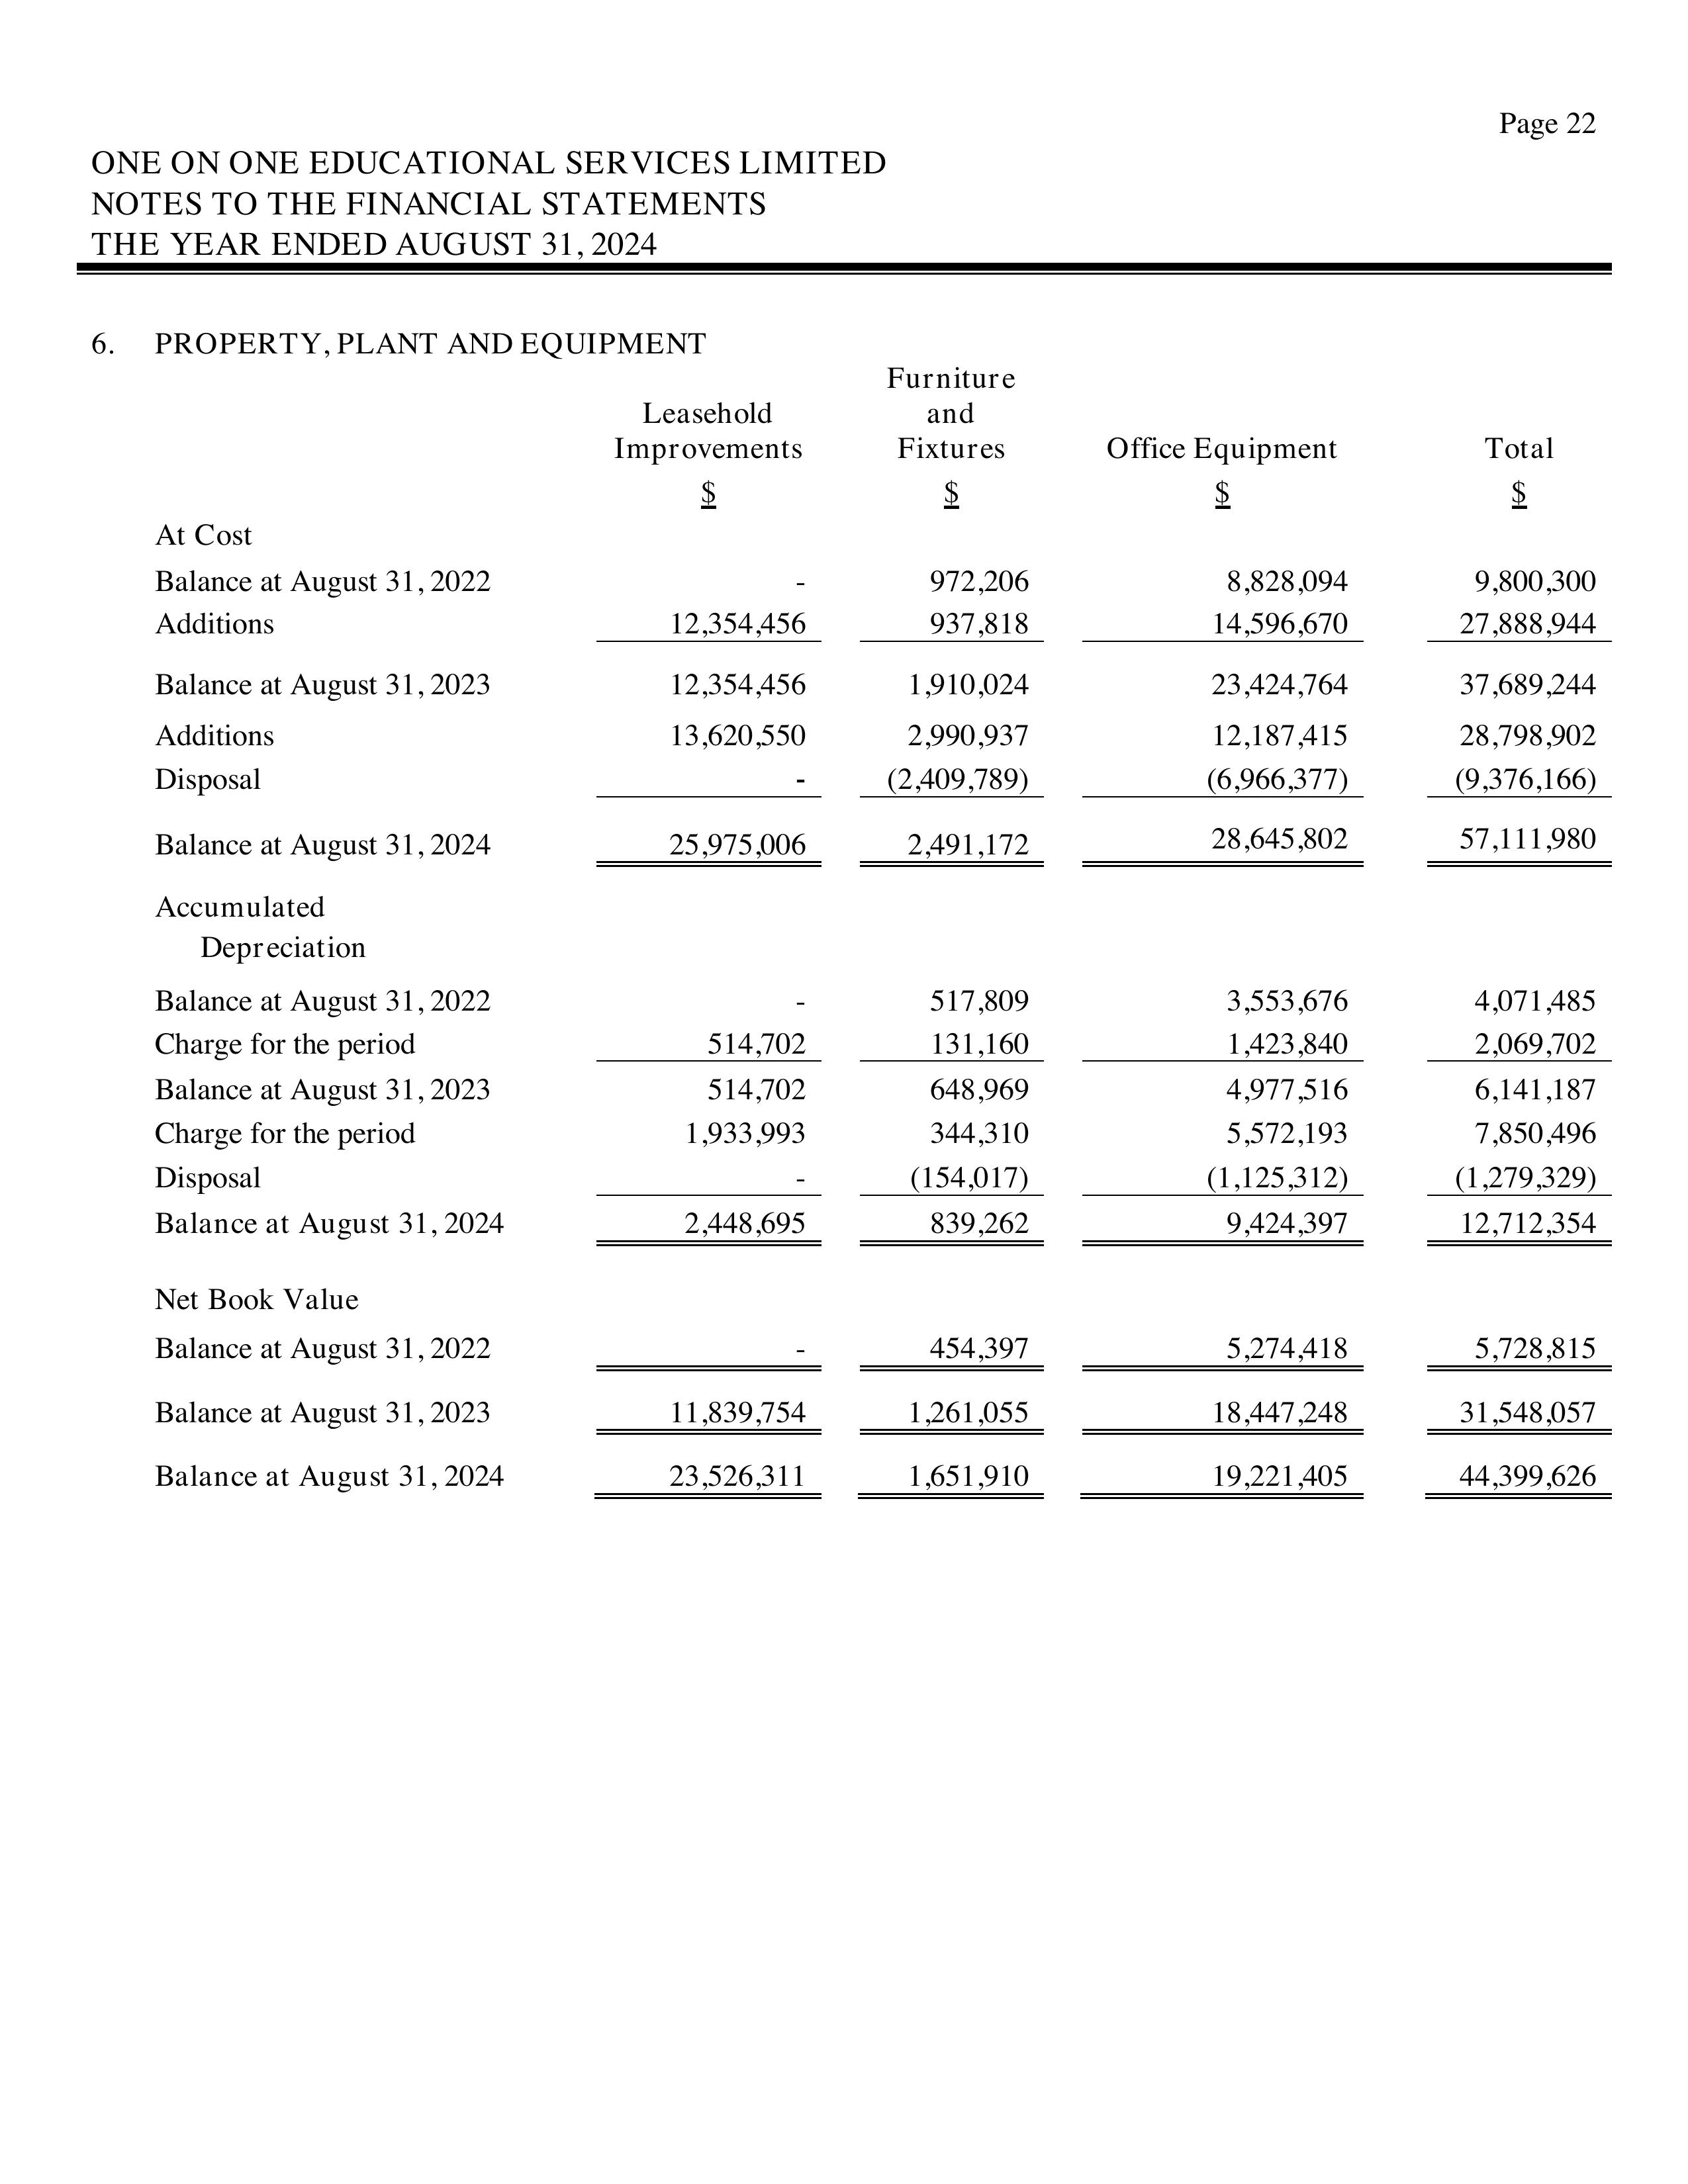 Page 22
ONE ON ONE EDUCATIONAL SERVICES LIMITED
NOTES TO THE FINANCIAL STATEMENTS
THE YEAR ENDED AUGUST 31, 2024
6. PROPERTY, PLANT AND EQUIPMENT
Furniture
Leasehold and
Improvements Fixtures Office Equipment Total
$ $ $ $
At Cost
Balance at August 31, 2022 - 972,206 8,828,094 9,800,300
Additions 12,354,456 937,818 14,596,670 27,888,944
Balance at August 31, 2023 12,354,456 1,910,024 23,424,764 37,689,244
Additions 13,620,550 2,990,937 12,187,415 28,798,902
Disposal - (2,409,789) (6,966,377) (9,376,166)
Balance at August 31, 2024 25,975,006 2,491,172 28,645,802 57,111,980
Accumulated
Depreciation
Balance at August 31, 2022 - 517,809 3,553,676 4,071,485
Charge for the period 514,702 131,160 1,423,840 2,069,702
Balance at August 31, 2023 514,702 648,969 4,977,516 6,141,187
Charge for the period 1,933,993 344,310 5,572,193 7,850,496
Disposal - (154,017) (1,125,312) (1,279,329)
Balance at August 31, 2024 2,448,695 839,262 9,424,397 12,712,354
Net Book Value
Balance at August 31, 2022 - 454,397 5,274,418 5,728,815
Balance at August 31, 2023 11,839,754 1,261,055 18,447,248 31,548,057
Balance at August 31, 2024 23,526,311 1,651,910 19,221,405 44,399,626